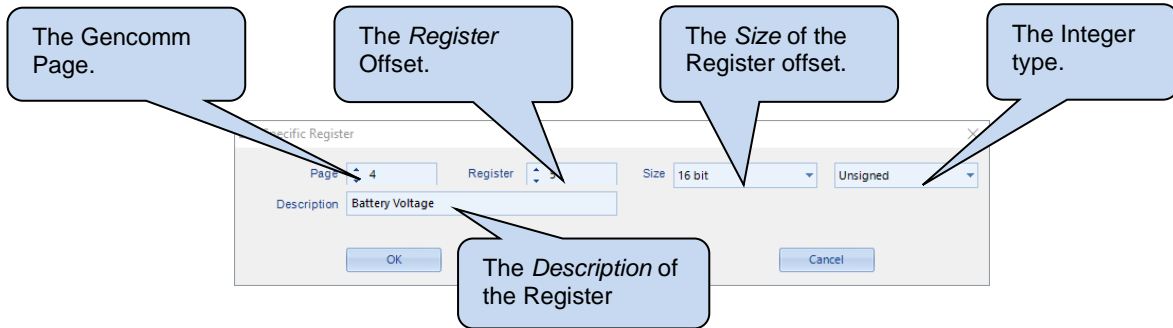 The Gencomm
Page.
The Register
Offset.
The Size of the
Register offset.
The Integer
type.
Specific Register
Page 4 Register Size 16 bit Unsigned
Description Battery Voltage
OK Cancel
The Description of
the Register